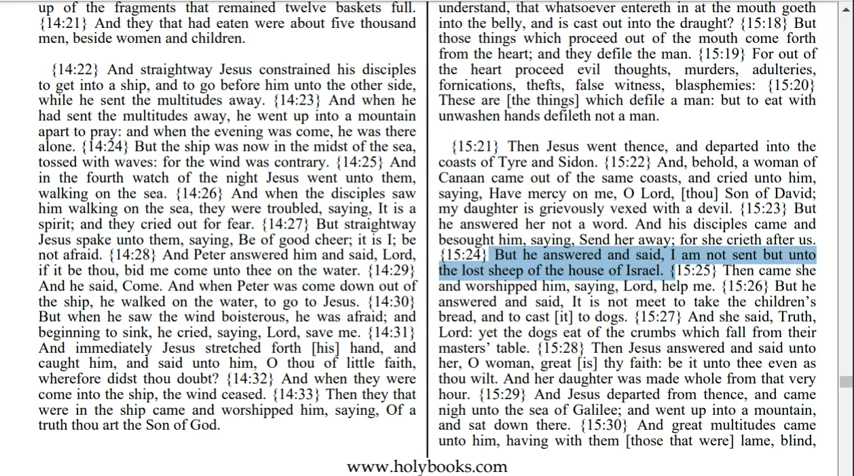 up of the fragments that remained twelve baskets full.
{14:21} And they that had eaten were about five thousand
men, beside women and children.
{14:22} And straightway Jesus constrained his disciples
to get into a ship, and to go before him unto the other side,
while he sent the multitudes away. {14:23} And when he
had sent the multitudes away, he went up into a mountain
apart to pray: and when the evening was come, he was there
alone. {14:24} But the ship was now in the midst of the sea,
tossed with waves: for the wind was contrary. {14:25} And
in the fourth watch of the night Jesus went unto them,
walking on the sea. {14:26} And when the disciples saw
him walking on the sea, they were troubled, saying, It is a
spirit; and they cried out for fear. {14:27} But straightway
Jesus spake unto them, saying, Be of good cheer; it is I; be
not afraid. {14:28} And Peter answered him and said, Lord,
if it be thou, bid me come unto thee on the water. {14:29}
And he said, Come. And when Peter was come down out of
the ship, he walked on the water, to go to Jesus. {14:30}
But when he saw the wind boisterous, he was afraid; and
beginning to sink, he cried, saying, Lord, save me. {14:31}
And immediately Jesus stretched forth [his] hand, and
caught him, and said unto him, O thou of little faith,
wherefore didst thou doubt? {14:32} And when they were
come into the ship, the wind ceased. {14:33} Then they that
were in the ship came and worshipped him, saying, Of a
truth thou art the Son of God.
understand, that whatsoever entereth in at the mouth goeth
into the belly, and is cast out into the draught? {15:18} But
those things which proceed out of the mouth come forth
from the heart; and they defile the man. {15:19} For out of
the heart proceed evil thoughts, murders, adulteries,
fornications, thefts, false witness, blasphemies: {15:20}
These are [the things] which defile a man: but to eat with
unwashen hands defileth not a man.
{15:21} Then Jesus went thence, and departed into the
coasts of Tyre and Sidon. {15:22} And, behold, a woman of
Canaan came out of the same coasts, and cried unto him,
saying, Have mercy on me, O Lord, [thou] Son of David;
my daughter is grievously vexed with a devil. {15:23} But
he answered her not a word. And his disciples came and
besought him, saying, Send her away; for she crieth after us.
{15:24} But he answered and said, I am not sent but unto
the lost sheep of the house of Israel. {15:25} Then came she
and worshipped him, saying, Lord, help me. {15:26} But he
answered and said, It is not meet to take the children's
bread, and to cast [it] to dogs. {15:27} And she said, Truth,
Lord: yet the dogs eat of the crumbs which fall from their
masters' table. {15:28} Then Jesus answered and said unto
her, O woman, great [is] thy faith: be it unto thee even as
thou wilt. And her daughter was made whole from that very
hour. {15:29} And Jesus departed from thence, and came
nigh unto the sea of Galilee; and went up into a mountain,
and sat down there. {15:30} And great multitudes came
unto him, having with them [those that were] lame, blind,
www.holybooks.com